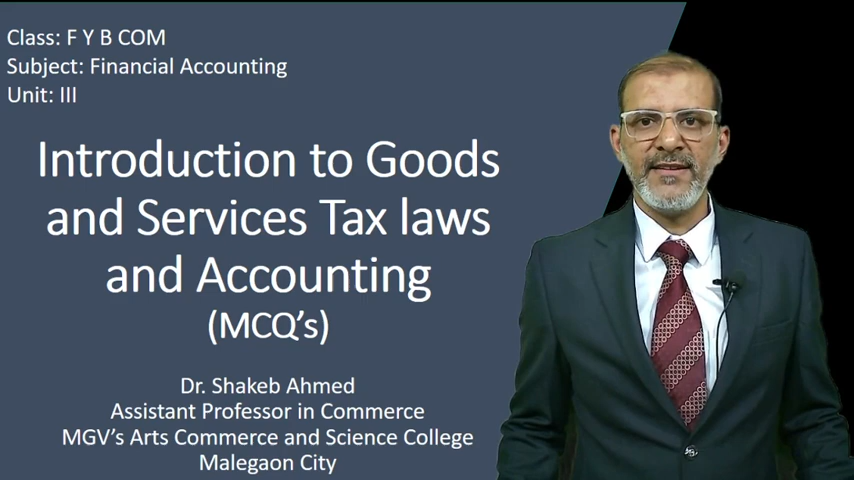 Class: F Y B COM
Subject: Financial Accounting
Unit: III
Introduction to Goods
and Services Tax laws
and Accounting
(MCQ's)
Dr. Shakeb Ahmed
Assistant Professor in Commerce
MGV's Arts Commerce and Science College
Malegaon City